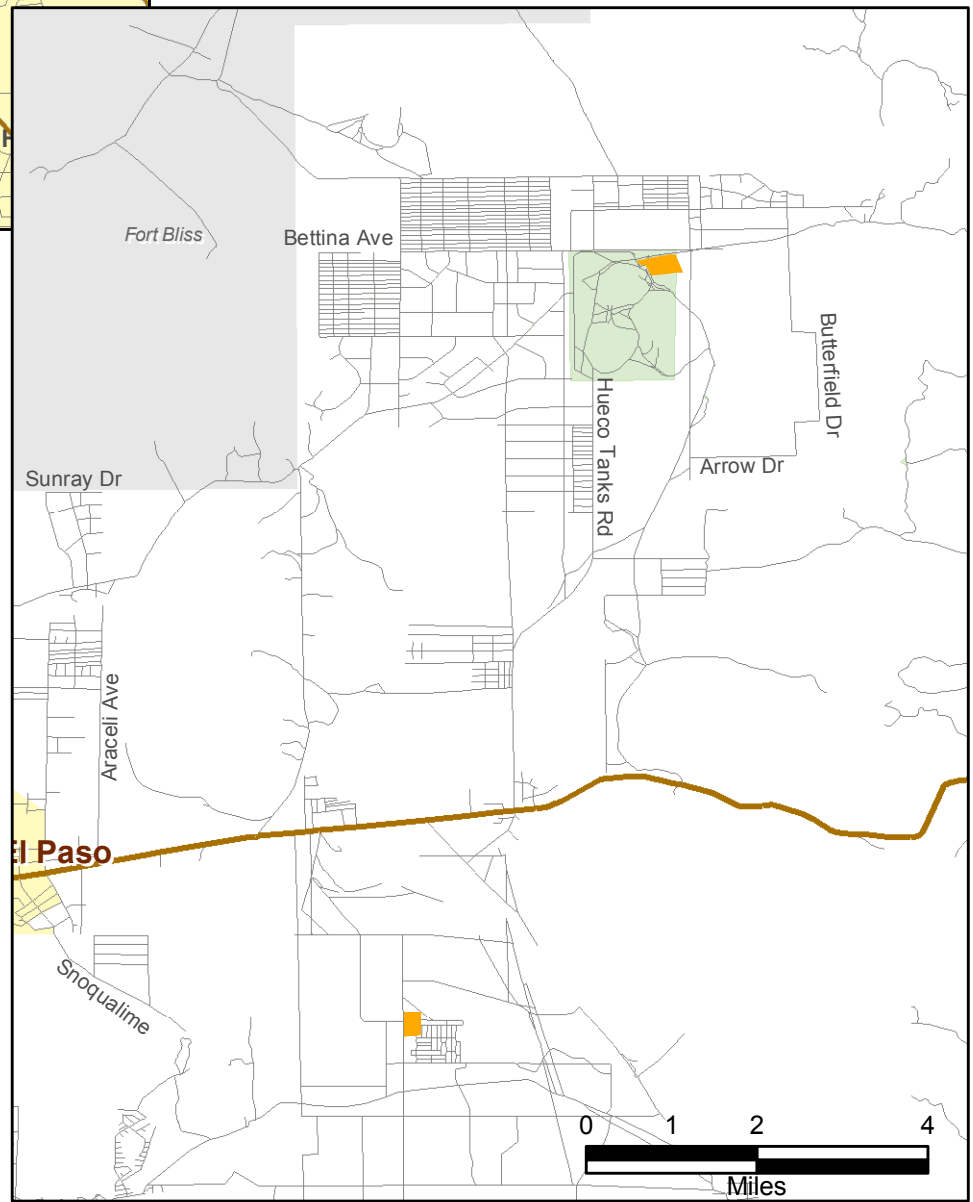 Fort Bliss
Bettina Ave
Butterfield Dr
Hueco Tanks Rd
Arrow Dr
Sunray Dr
Araceli Ave
El Paso
Snoqualime
0 1 2 4
Miles